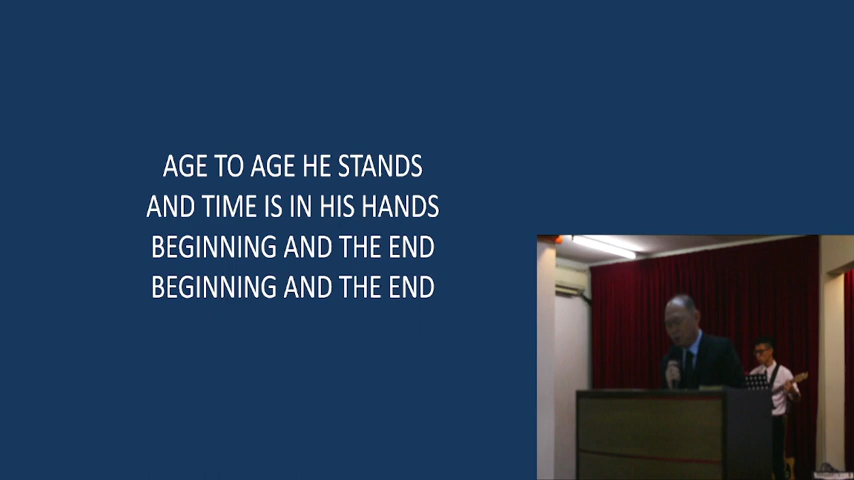 AGE TO AGE HE STANDS
AND TIME IS IN HIS HANDS
BEGINNING AND THE END
BEGINNING AND THE END